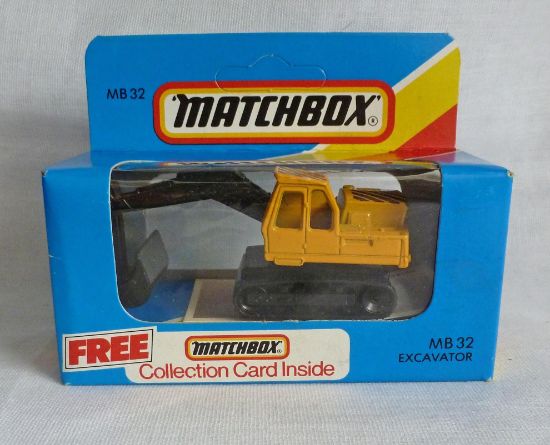 MB 32
"MATCHBOX"®
FREE
"MATCHBOX"®
Collection Card Inside
MB 32
EXCAVATOR